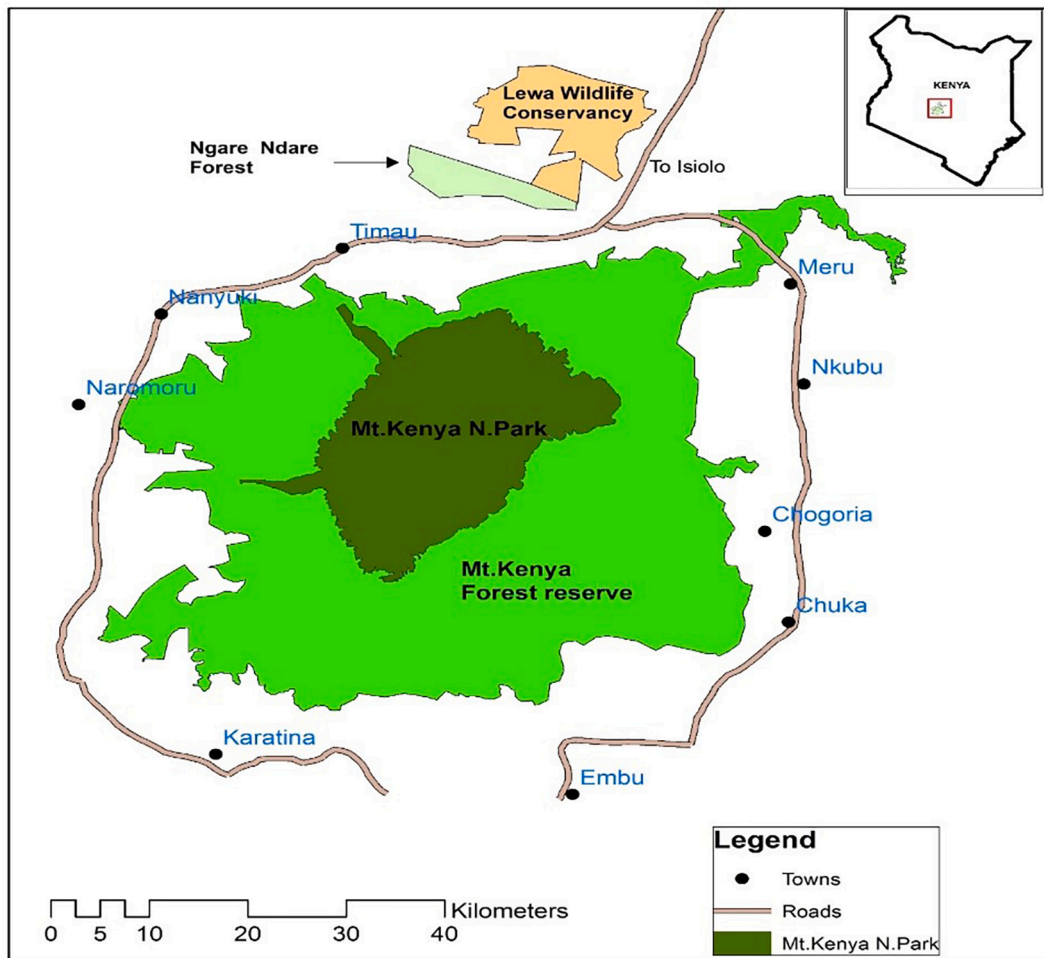 KENYA
Lewa Wildlife
Conservancy
Ngare Ndare
Forest
To Isiolo
Timau
Meru
Nanyuki
Nkubu
Naromoru
Mt.Kenya N.Park
Chogoria
Mt.Kenya
Forest reserve
Chuka
Karatina
Embu
Legend
Towns
Roads
Mt.Kenya N.Park
Kilometers
0 5 10 20 30 40